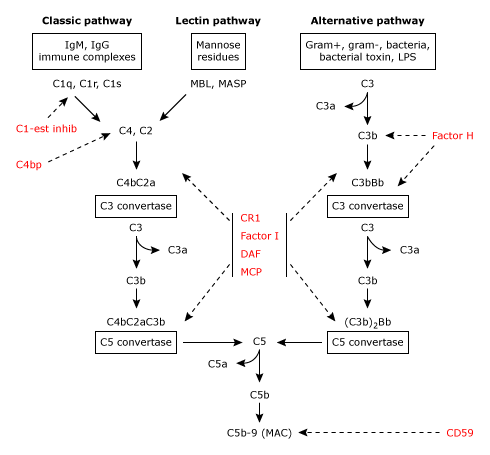 Classic pathway
Lectin pathway
Alternative pathway
IgM, IgG
immune complexes
Mannose
residues
Gram+, gram-, bacteria,
bacterial toxin, LPS
C1q, C1r, C1s
MBL, MASP
C3
C3a
C1-est inhib
C4, C2
C3b
Factor H
C4bp
C4bC2a
C3bBb
C3 convertase
C3 convertase
CR1
Factor I
DAF
MCP
C3
C3a
C3b
C3
C3a
C3b
C4bC2aC3b
(C3b)2Bb
C5 convertase
C5
C5 convertase
C5a
C5b
C5b-9 (MAC)
CD59